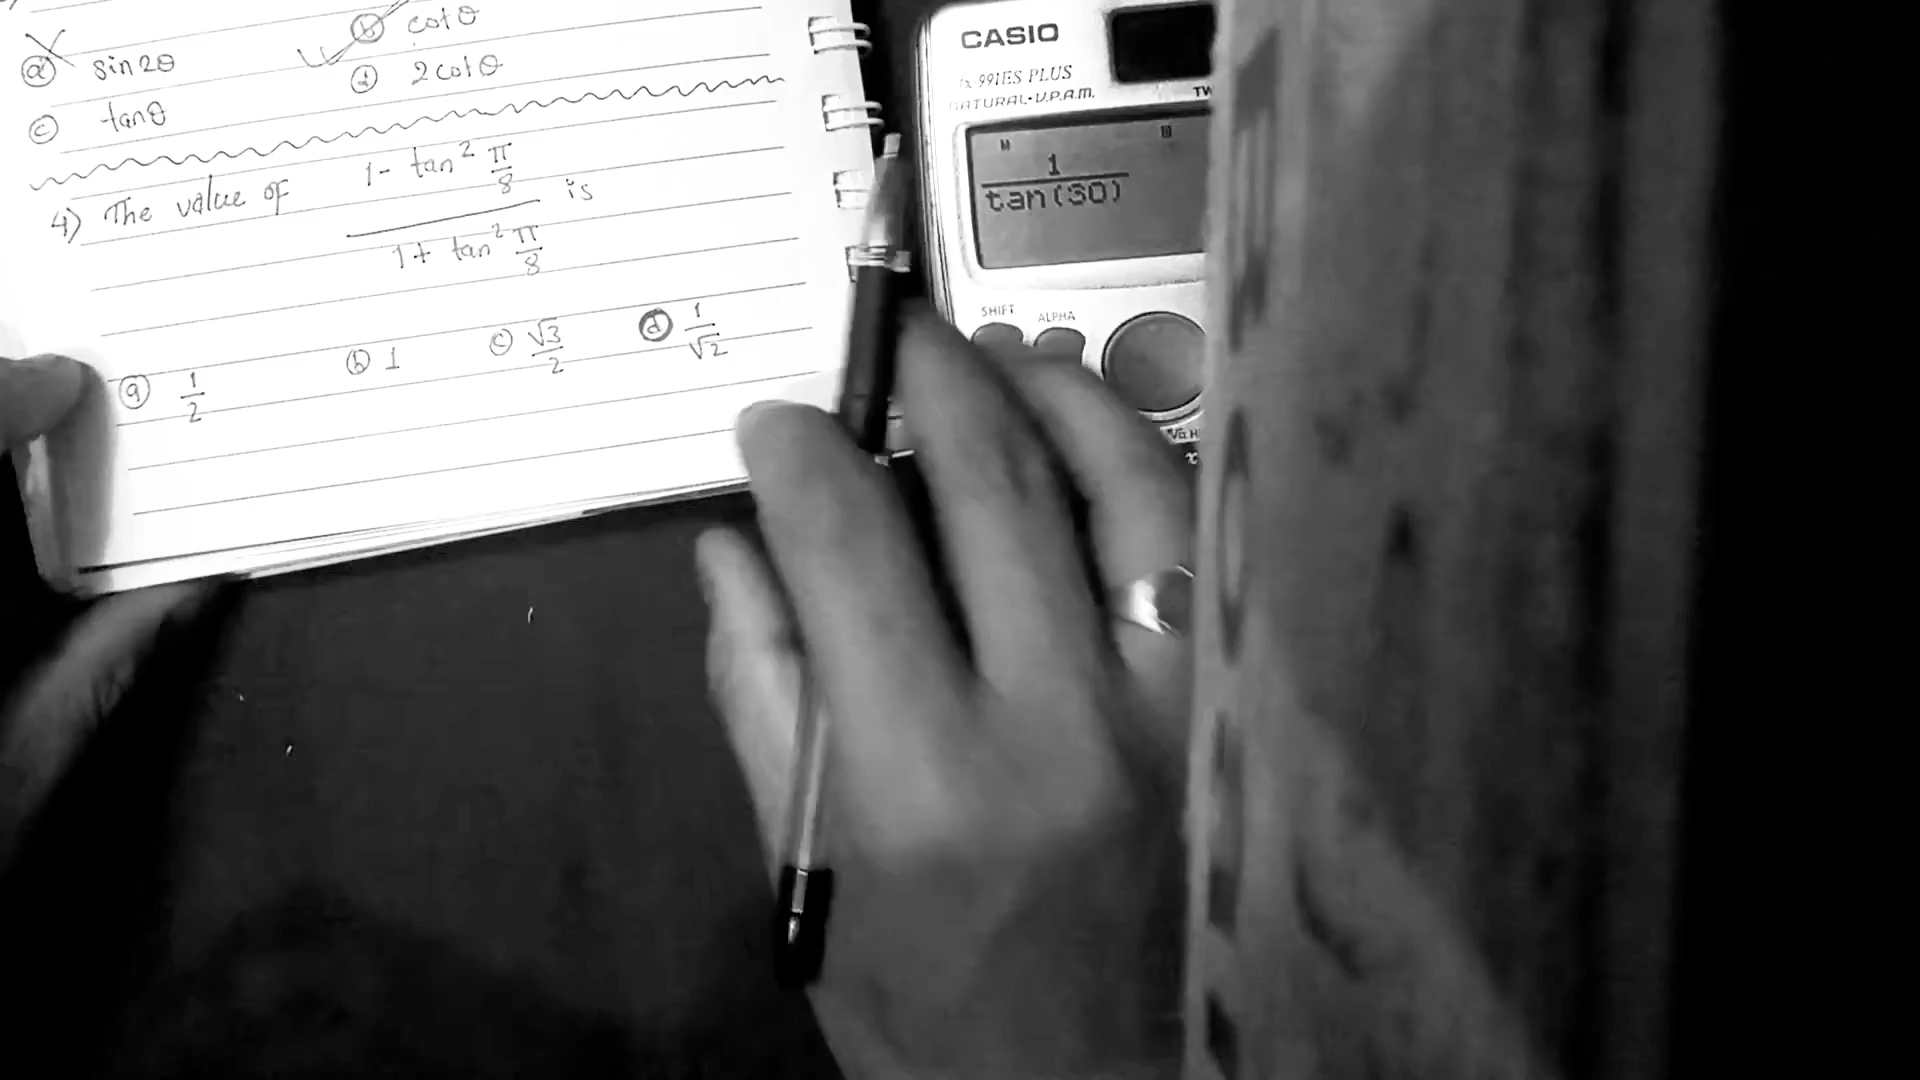 ⓐ sin2θ ⓑ cotθ
ⓒ tanθ ⓓ 2cotθ
4) The value of (1 - tan² π/8) / (1 + tan² π/8) is
ⓐ 1/2 ⓑ 1 ⓒ √3/2 ⓓ 1/√2
CASIO
991ES PLUS
NATURAL-V.P.A.M.
TW
M D
1
tan(30)
SHIFT ALPHA